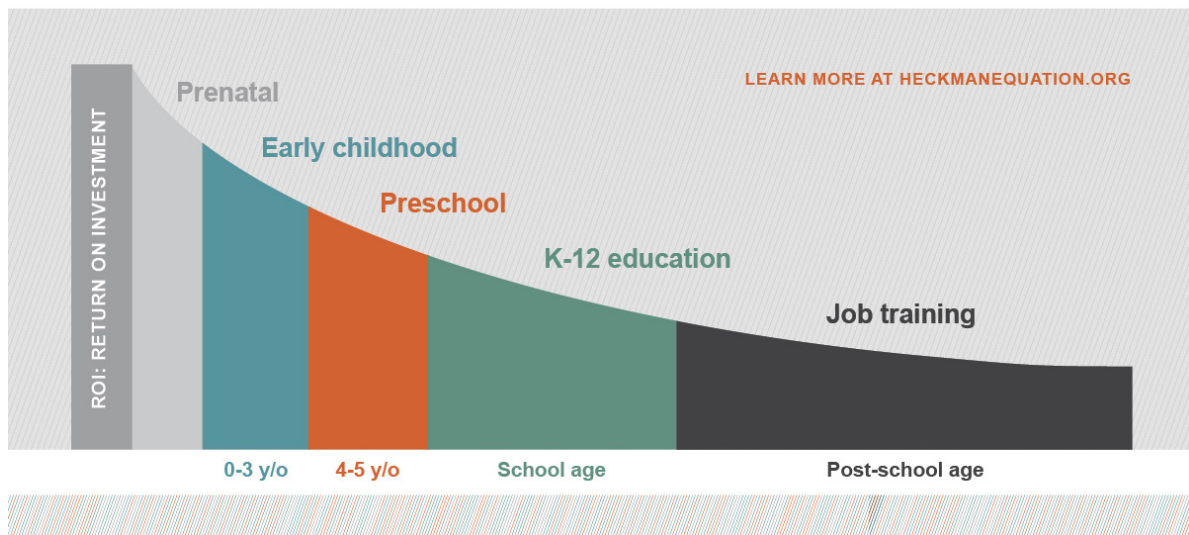 LEARN MORE AT HECKMANEQUATION.ORG
Prenatal
Early childhood
Preschool
K-12 education
Job training
ROI: RETURN ON INVESTMENT
0-3 y/o
4-5 y/o
School age
Post-school age